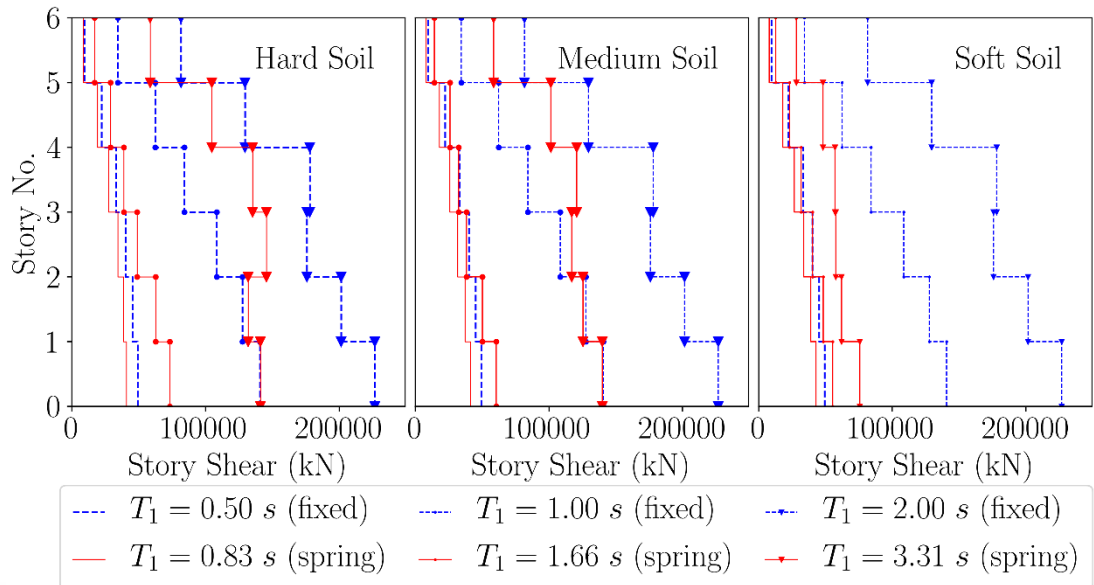 6
5
4
3
2
1
0
Story No.
Hard Soil
Medium Soil
Soft Soil
0 100000 200000
0 100000 200000
0 100000 200000
Story Shear (kN)
Story Shear (kN)
Story Shear (kN)
T₁ = 0.50 s (fixed)
T₁ = 1.00 s (fixed)
T₁ = 2.00 s (fixed)
T₁ = 0.83 s (spring)
T₁ = 1.66 s (spring)
T₁ = 3.31 s (spring)